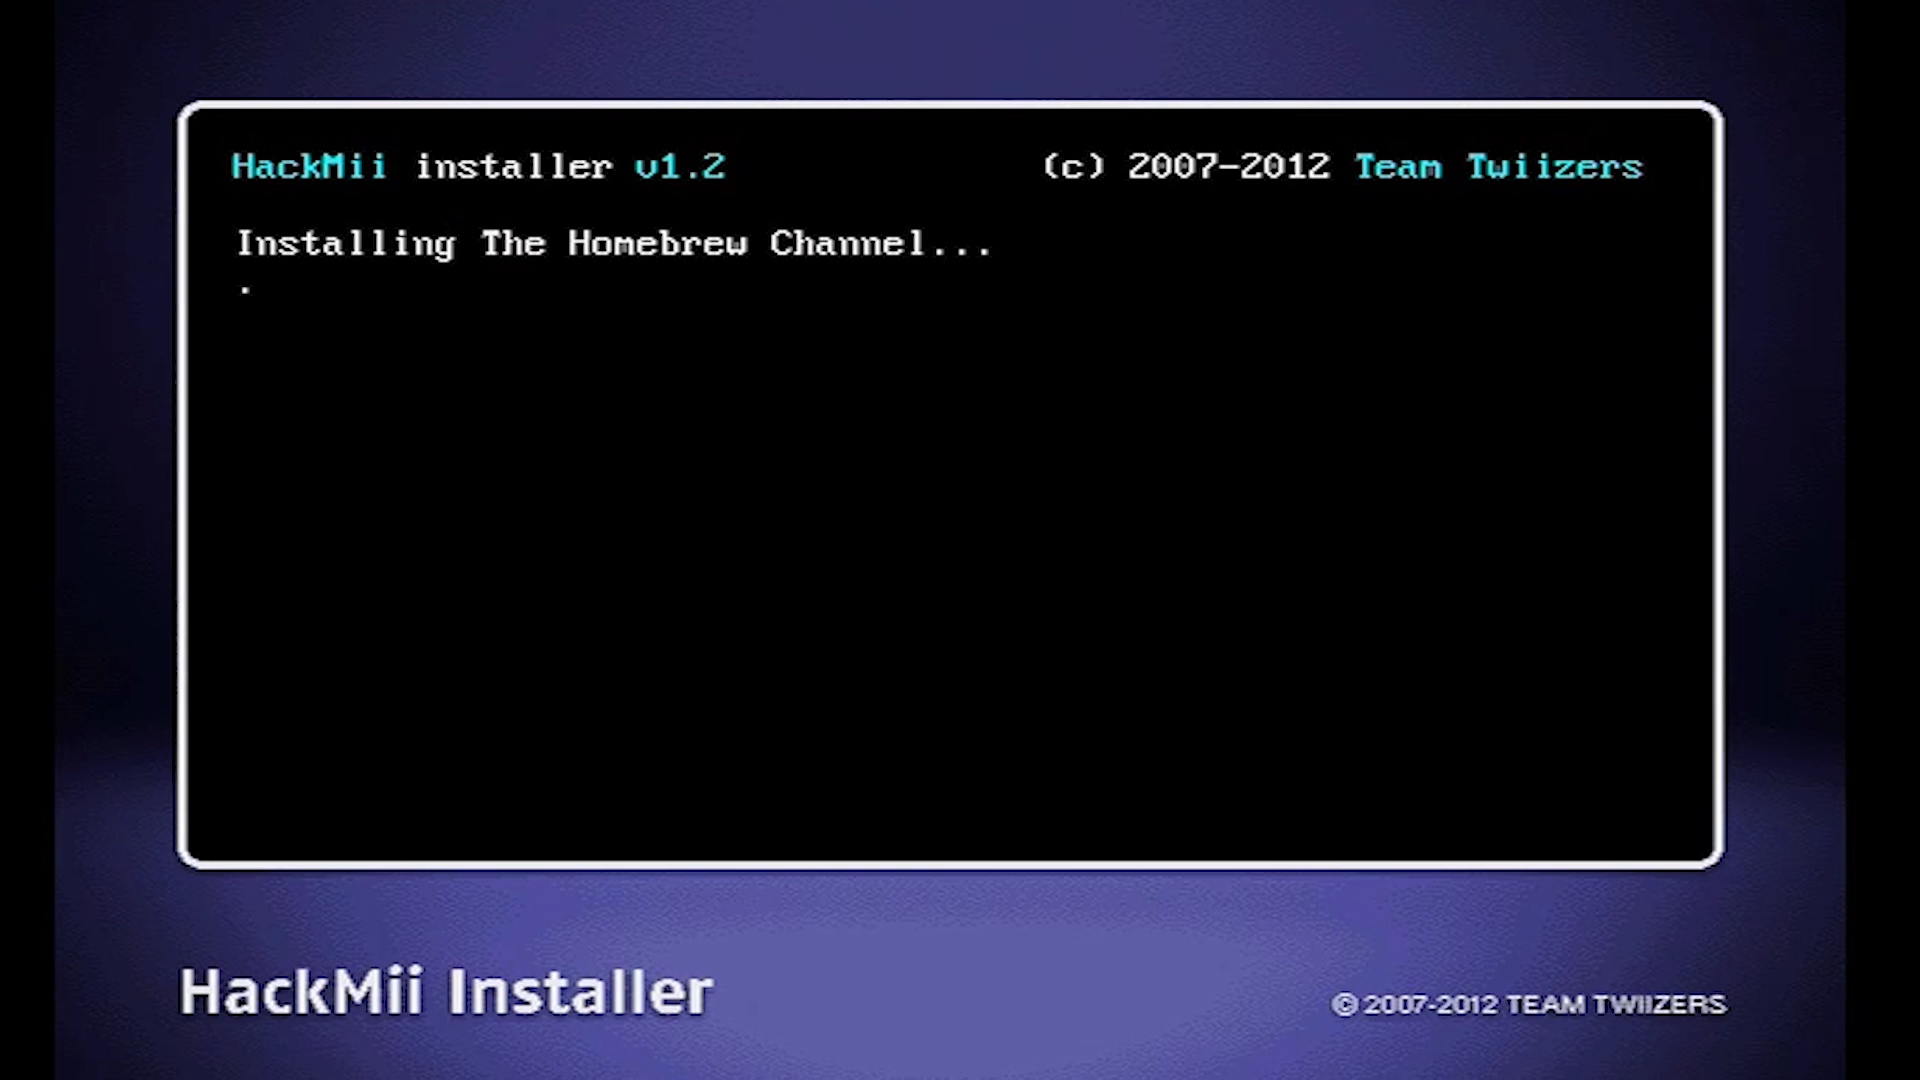 HackMii installer v1.2 (c) 2007-2012 Team Twiizers
Installing The Homebrew Channel...
.
HackMii Installer
© 2007-2012 TEAM TWIIZERS